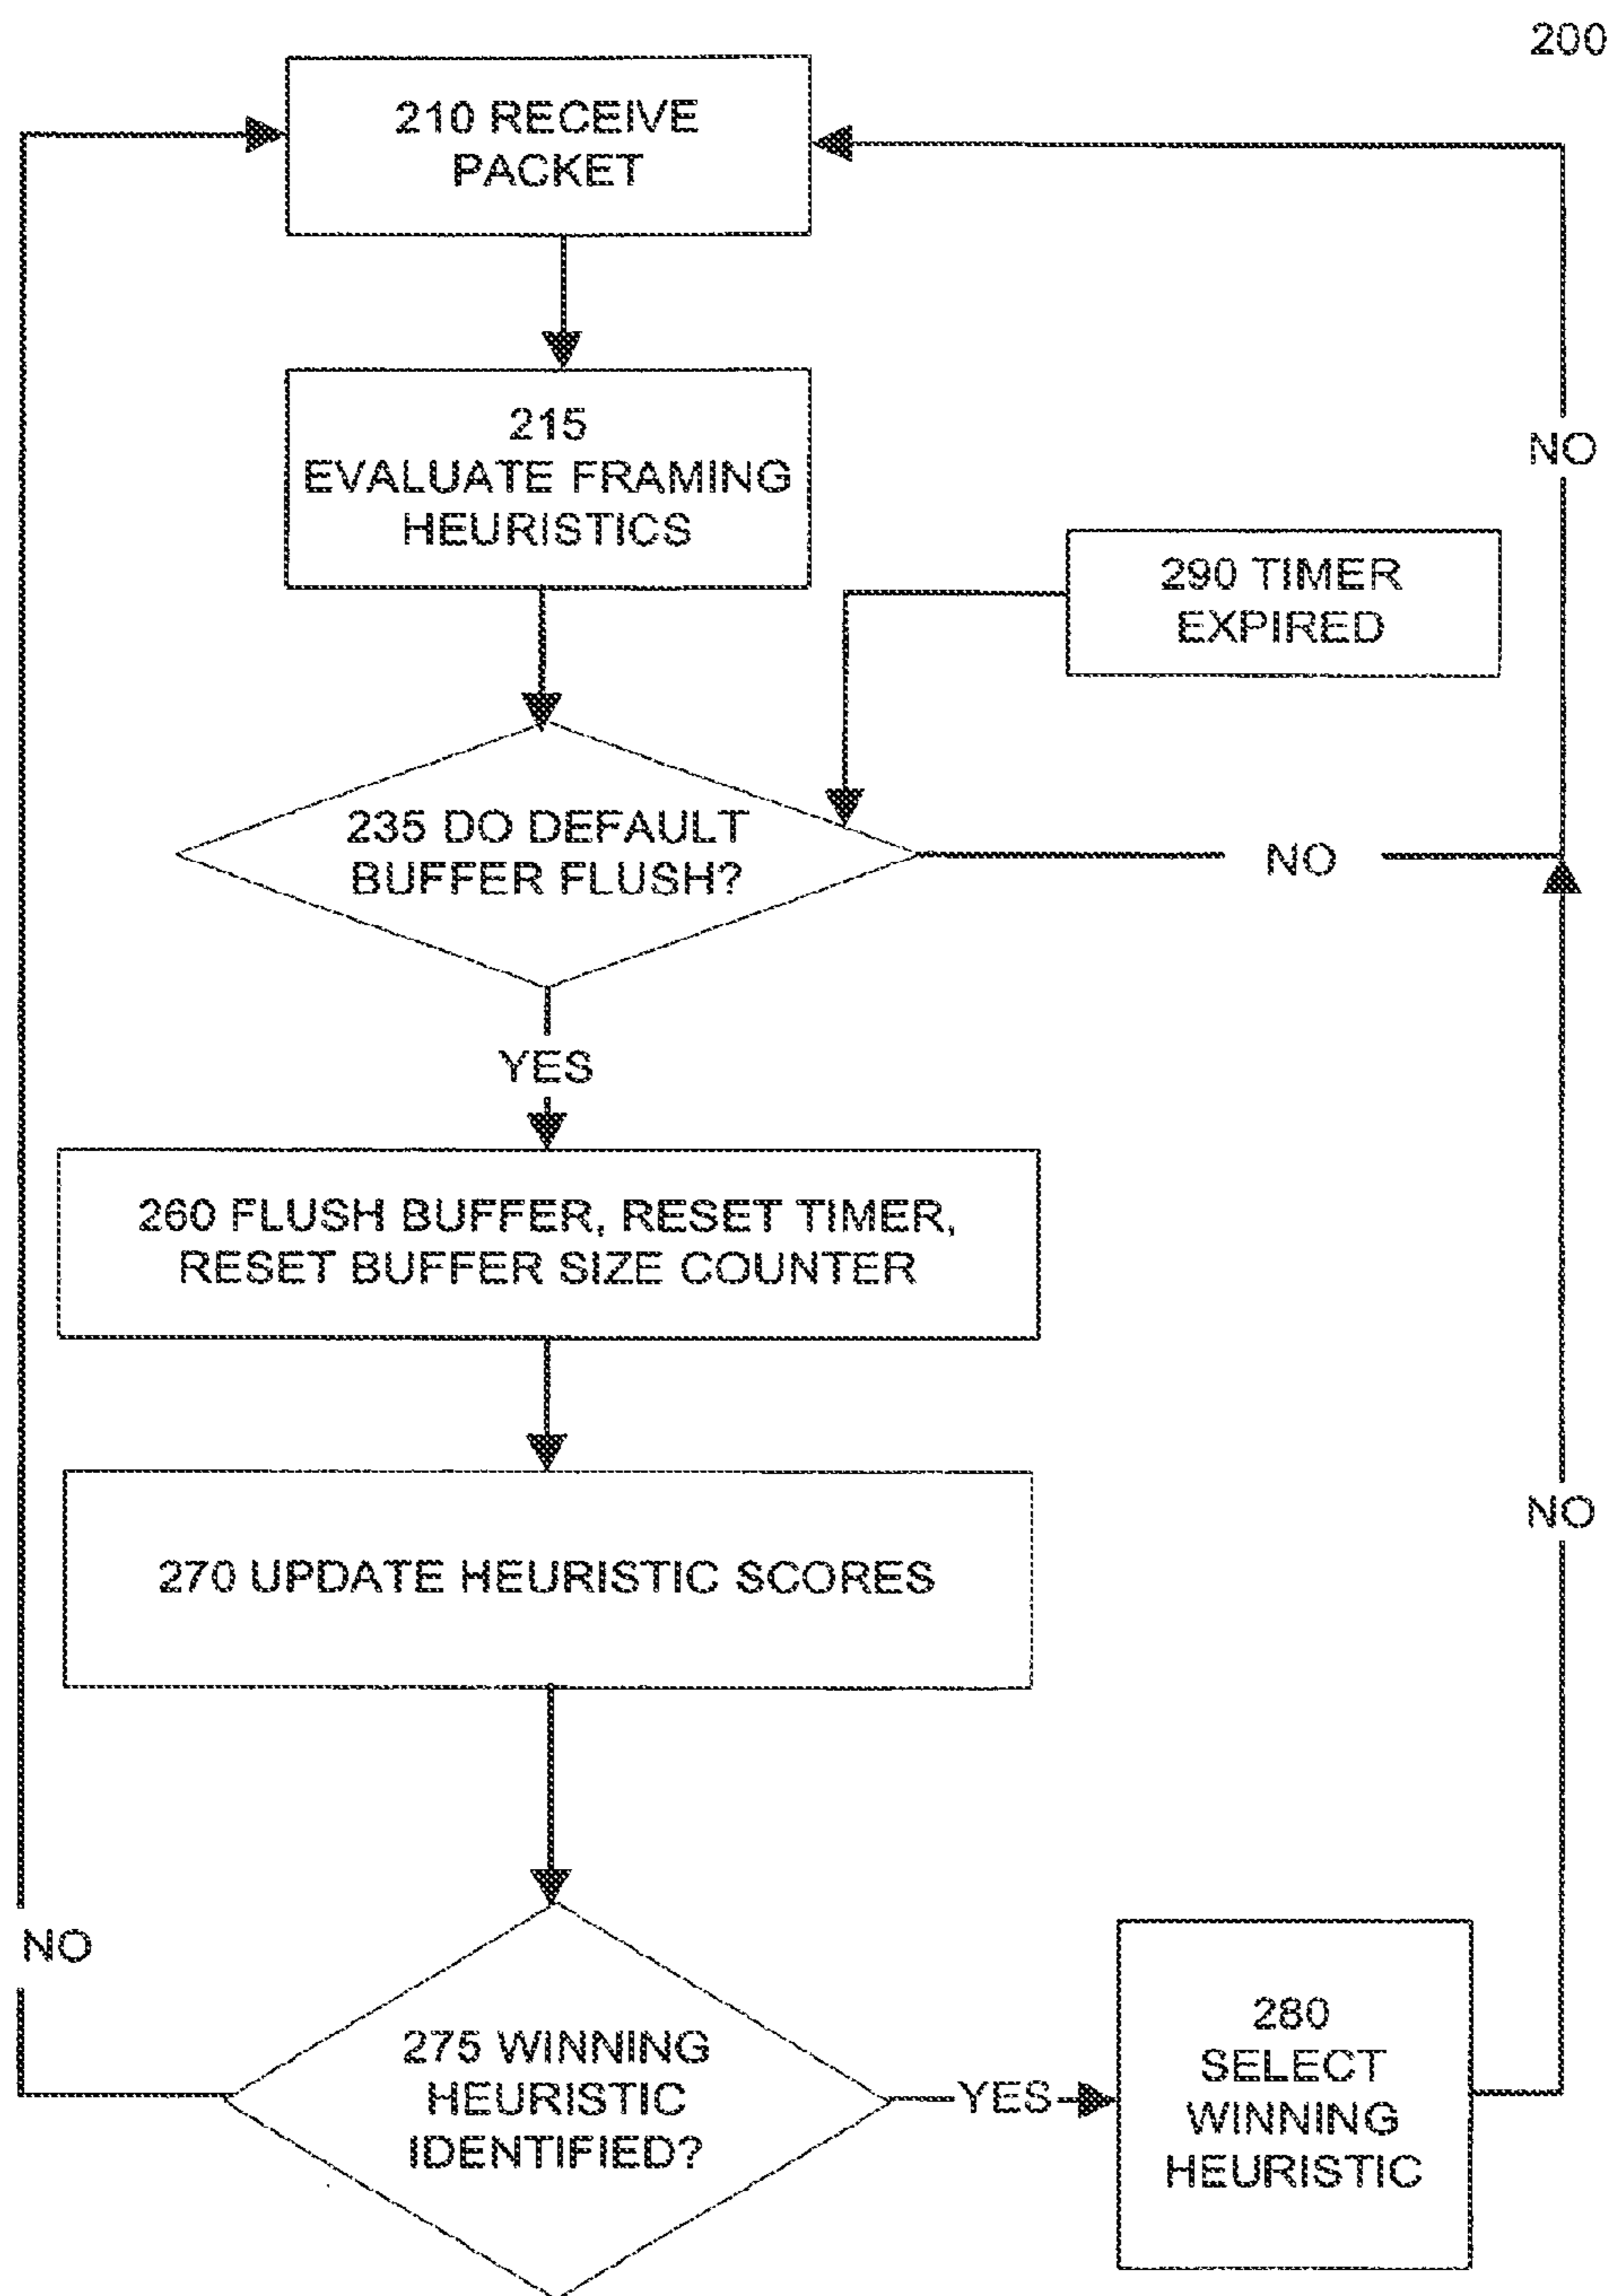 200
210 RECEIVE
PACKET
215
EVALUATE FRAMING
HEURISTICS
NO
290 TIMER
EXPIRED
235 DO DEFAULT
BUFFER FLUSH?
NO
YES
260 FLUSH BUFFER, RESET TIMER,
RESET BUFFER SIZE COUNTER
NO
270 UPDATE HEURISTIC SCORES
NO
275 WINNING
HEURISTIC
IDENTIFIED?
YES
280
SELECT
WINNING
HEURISTIC